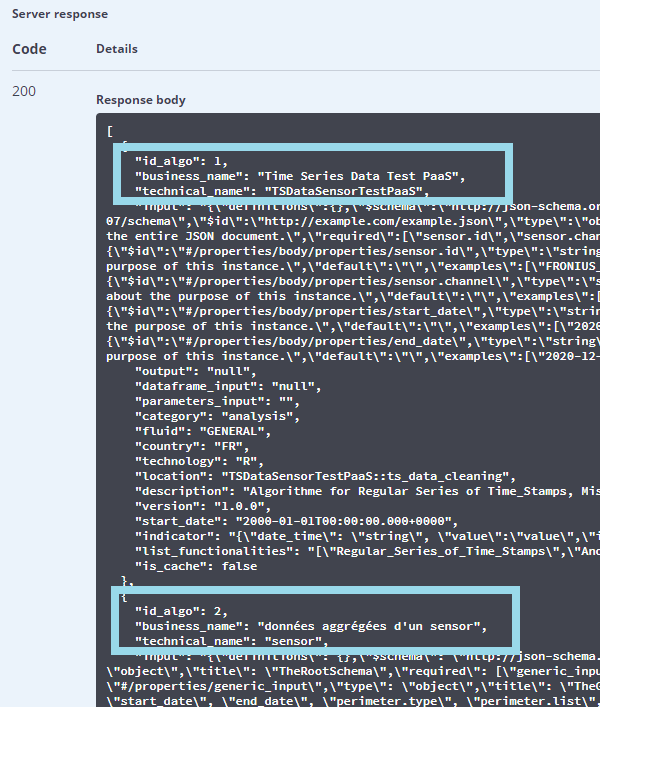 Server response
Code Details
200
Response body
[
{
"id_algo": 1,
"business_name": "Time Series Data Test PaaS",
"technical_name": "TSDataSensorTestPaaS",
"input": "{\"definitions\":{},\"$schema\":\"http://json-schema.or
07/schema\",\"$id\":\"http://example.com/example.json\",\"type\":\"ob
the entire JSON document.\",\"required\":[\"sensor.id\",\"sensor.chan
{\"$id\":\"#/properties/body/properties/sensor.id\",\"type\":\"string
purpose of this instance.\",\"default\":\"\",\"examples\":[\"FRONIUS_
{\"$id\":\"#/properties/body/properties/sensor.channel\",\"type\":\"s
about the purpose of this instance.\",\"default\":\"\",\"examples\":[
{\"$id\":\"#/properties/body/properties/start_date\",\"type\":\"strin
the purpose of this instance.\",\"default\":\"\",\"examples\":[\"2020
{\"$id\":\"#/properties/body/properties/end_date\",\"type\":\"string\
purpose of this instance.\",\"default\":\"\",\"examples\":[\"2020-12-
"output": "null",
"dataframe_input": "null",
"parameters_input": "",
"category": "analysis",
"fluid": "GENERAL",
"country": "FR",
"technology": "R",
"location": "TSDataSensorTestPaaS::ts_data_cleaning",
"description": "Algorithme for Regular Series of Time_Stamps, Mis
"version": "1.0.0",
"start_date": "2000-01-01T00:00:00.000+0000",
"indicator": "{\"date_time\": \"string\", \"value\":\"value\",\"i
"list_functionalities": "[\"Regular_Series_of_Time_Stamps\",\"Ano
"is_cache": false
},
{
"id_algo": 2,
"business_name": "données aggrégées d'un sensor",
"technical_name": "sensor",
"input": "{\"definitions\": {},\"$schema\": \"http://json-schema.
\"object\",\"title\": \"TheRootSchema\",\"required\": [\"generic_inpu
\"#/properties/generic_input\",\"type\": \"object\",\"title\": \"TheG
\"start_date\", \"end_date\", \"perimeter.type\", \"perimeter.list\",